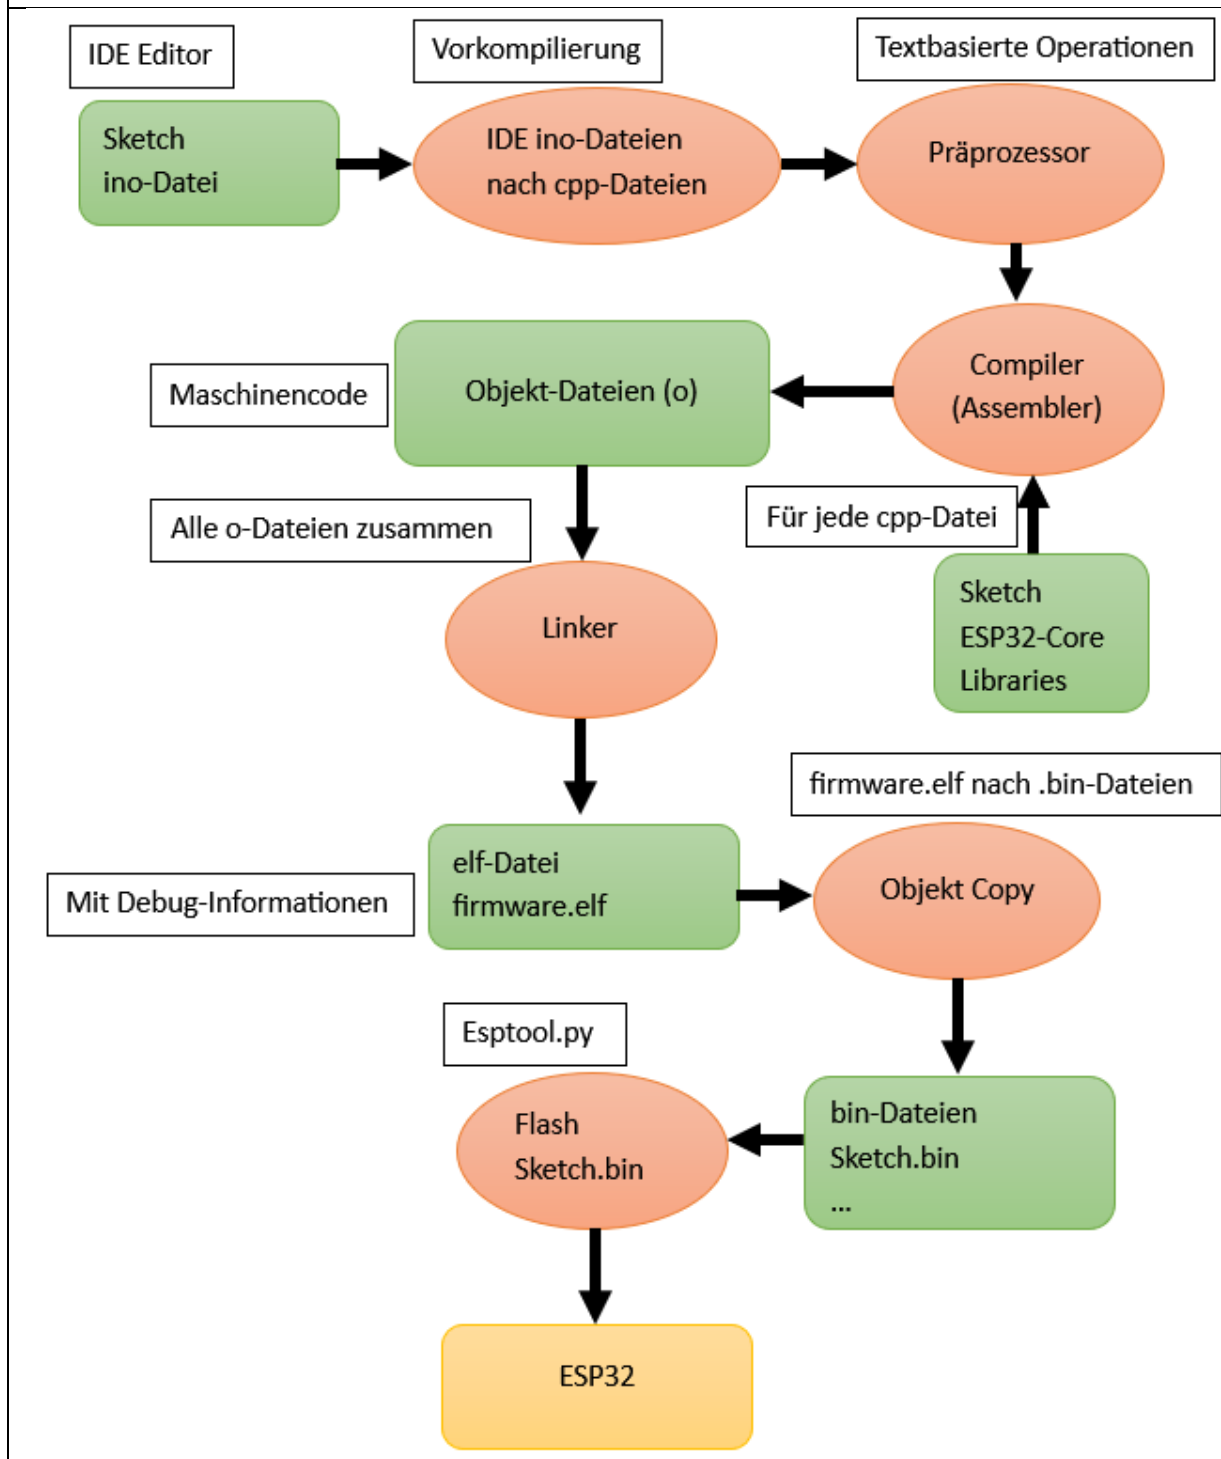 IDE Editor
Sketch
ino-Datei
Vorkompilierung
IDE ino-Dateien
nach cpp-Dateien
Textbasierte Operationen
Präprozessor
Compiler
(Assembler)
Für jede cpp-Datei
Sketch
ESP32-Core
Libraries
Objekt-Dateien (o)
Maschinencode
Alle o-Dateien zusammen
Linker
elf-Datei
firmware.elf
Mit Debug-Informationen
firmware.elf nach .bin-Dateien
Objekt Copy
bin-Dateien
Sketch.bin
...
Esptool.py
Flash
Sketch.bin
ESP32